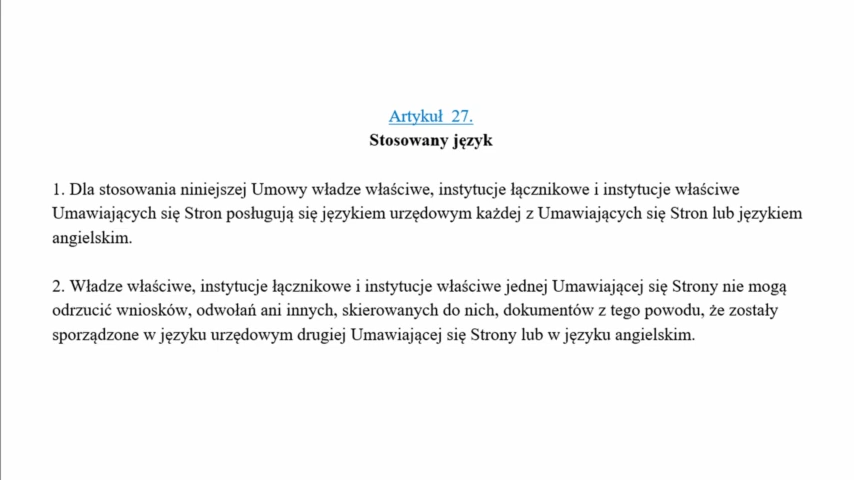 Artykuł 27.
Stosowany język
1. Dla stosowania niniejszej Umowy władze właściwe, instytucje łącznikowe i instytucje właściwe
Umawiających się Stron posługują się językiem urzędowym każdej z Umawiających się Stron lub językiem
angielskim.
2. Władze właściwe, instytucje łącznikowe i instytucje właściwe jednej Umawiającej się Strony nie mogą
odrzucić wniosków, odwołań ani innych, skierowanych do nich, dokumentów z tego powodu, że zostały
sporządzone w języku urzędowym drugiej Umawiającej się Strony lub w języku angielskim.